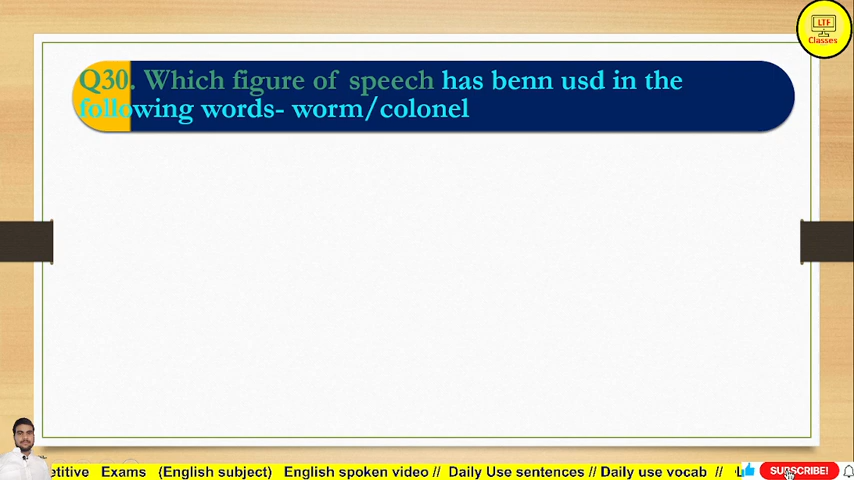 LTF
Classes
Q30. Which figure of speech has benn usd in the
following words- worm/colonel
etitive Exams (English subject) English spoken video // Daily Use sentences // Daily use vocab //
SUBSCRIBE!